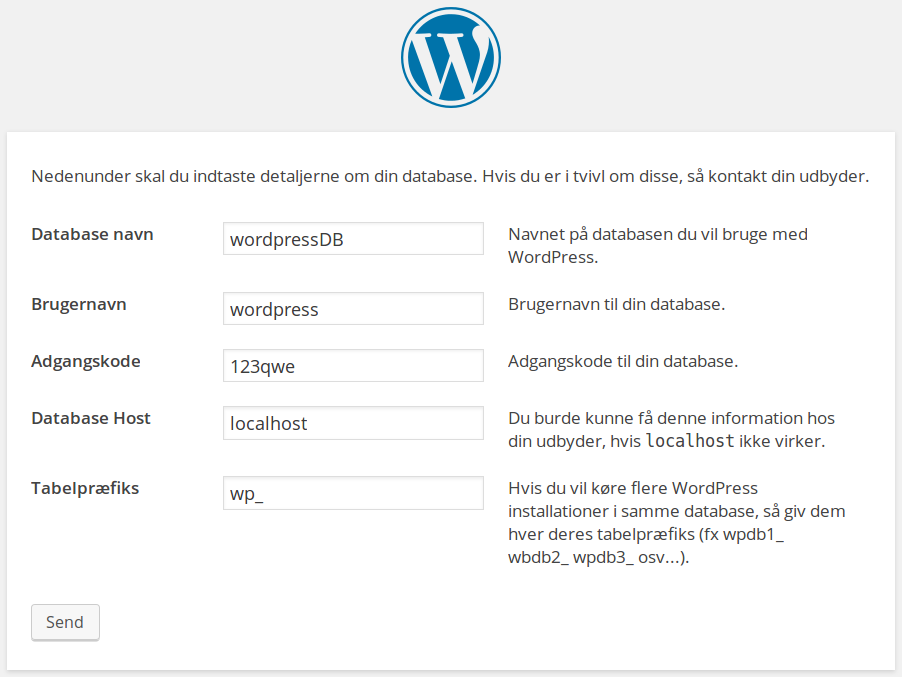 Nedenunder skal du indtaste detaljerne om din database. Hvis du er i tvivl om disse, så kontakt din udbyder.
Database navn
wordpressDB
Navnet på databasen du vil bruge med
WordPress.
Brugernavn
wordpress
Brugernavn til din database.
Adgangskode
123qwe
Adgangskode til din database.
Database Host
localhost
Du burde kunne få denne information hos
din udbyder, hvis localhost ikke virker.
Tabelpræfiks
wp_
Hvis du vil køre flere WordPress
installationer i samme database, så giv dem
hver deres tabelpræfiks (fx wpdb1_
wbdb2_ wpdb3_ osv...).
Send